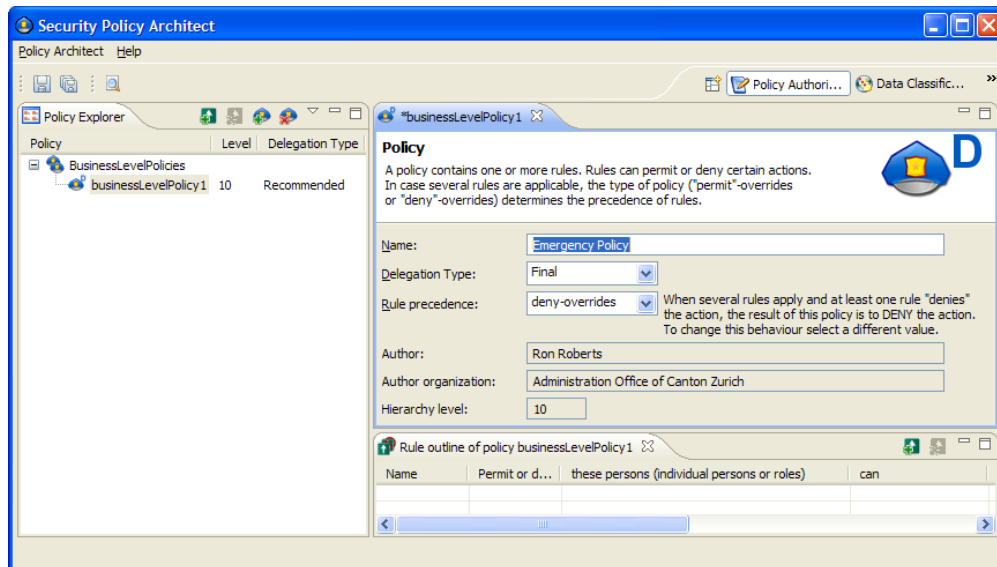 Security Policy Architect
Policy Architect Help
Policy Authori... Data Classific... »
Policy Explorer
Policy Level Delegation Type
BusinessLevelPolicies
businessLevelPolicy1 10 Recommended
*businessLevelPolicy1
Policy
D
A policy contains one or more rules. Rules can permit or deny certain actions.
In case several rules are applicable, the type of policy ("permit"-overrides
or "deny"-overrides) determines the precedence of rules.
Name: Emergency Policy
Delegation Type: Final
Rule precedence: deny-overrides
When several rules apply and at least one rule "denies"
the action, the result of this policy is to DENY the action.
To change this behaviour select a different value.
Author: Ron Roberts
Author organization: Administration Office of Canton Zurich
Hierarchy level: 10
Rule outline of policy businessLevelPolicy1
Name Permit or d... these persons (individual persons or roles) can